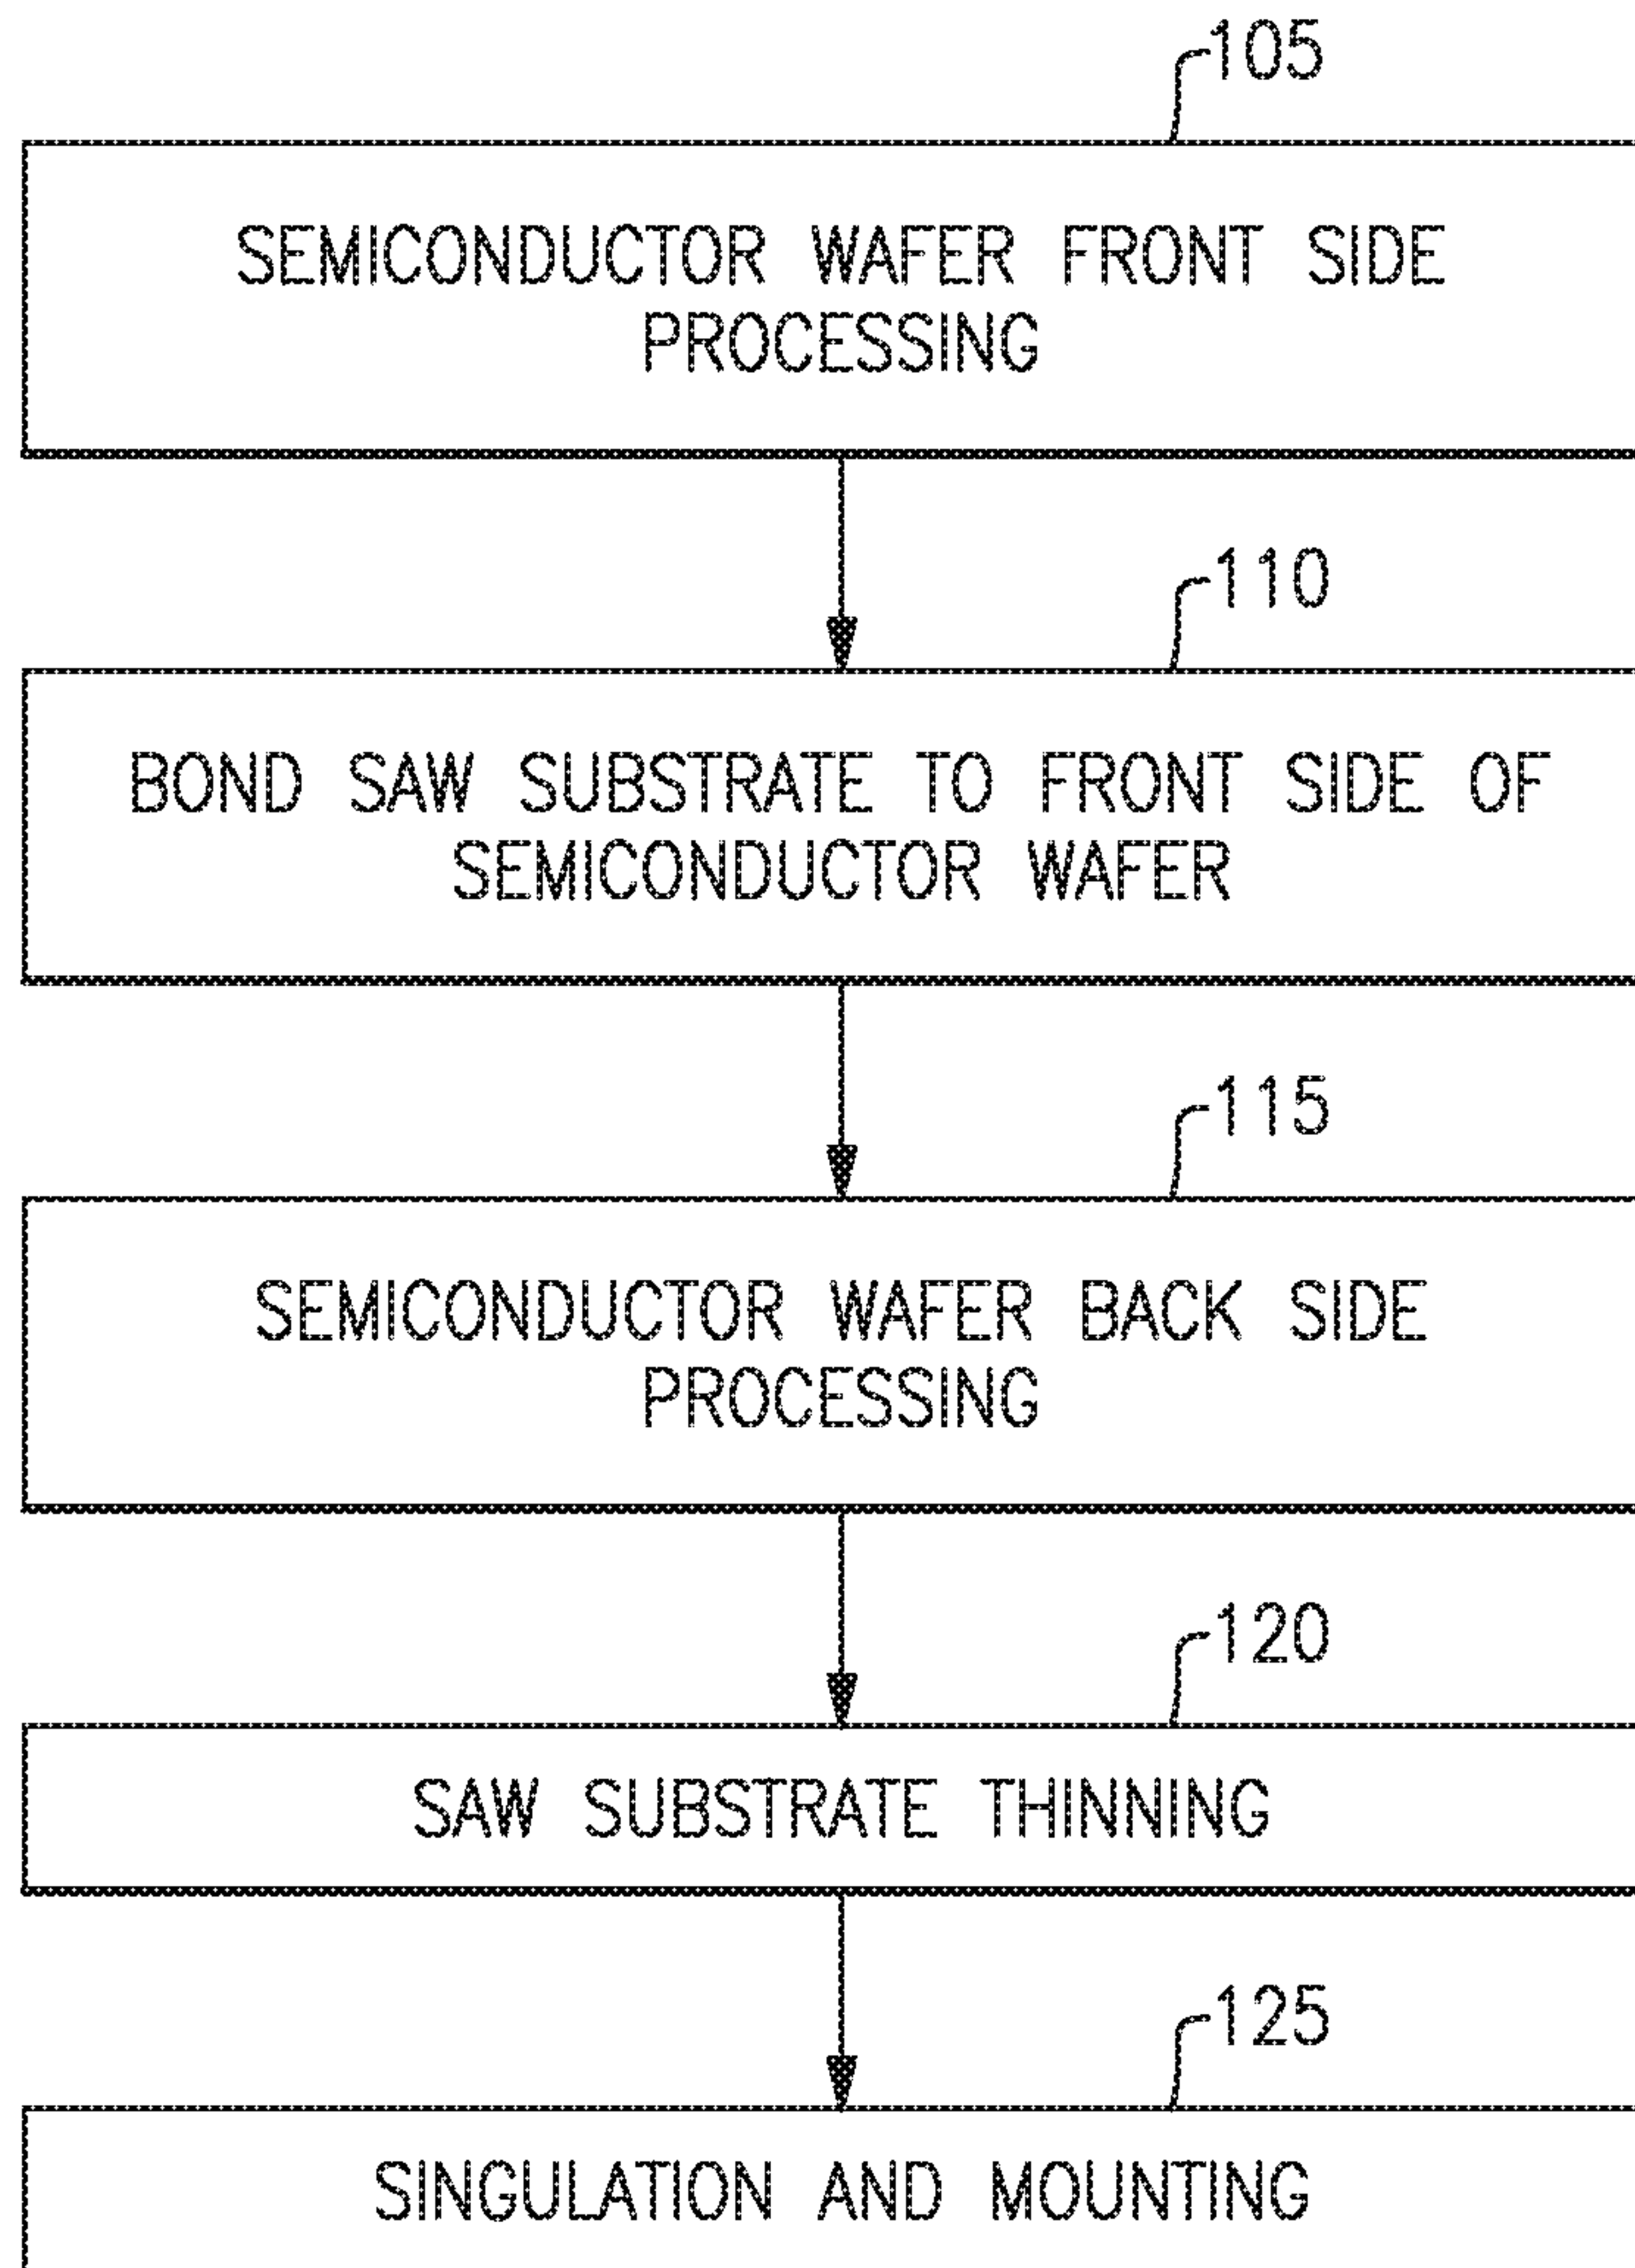 105
SEMICONDUCTOR WAFER FRONT SIDE
PROCESSING
110
BOND SAW SUBSTRATE TO FRONT SIDE OF
SEMICONDUCTOR WAFER
115
SEMICONDUCTOR WAFER BACK SIDE
PROCESSING
120
SAW SUBSTRATE THINNING
125
SINGULATION AND MOUNTING